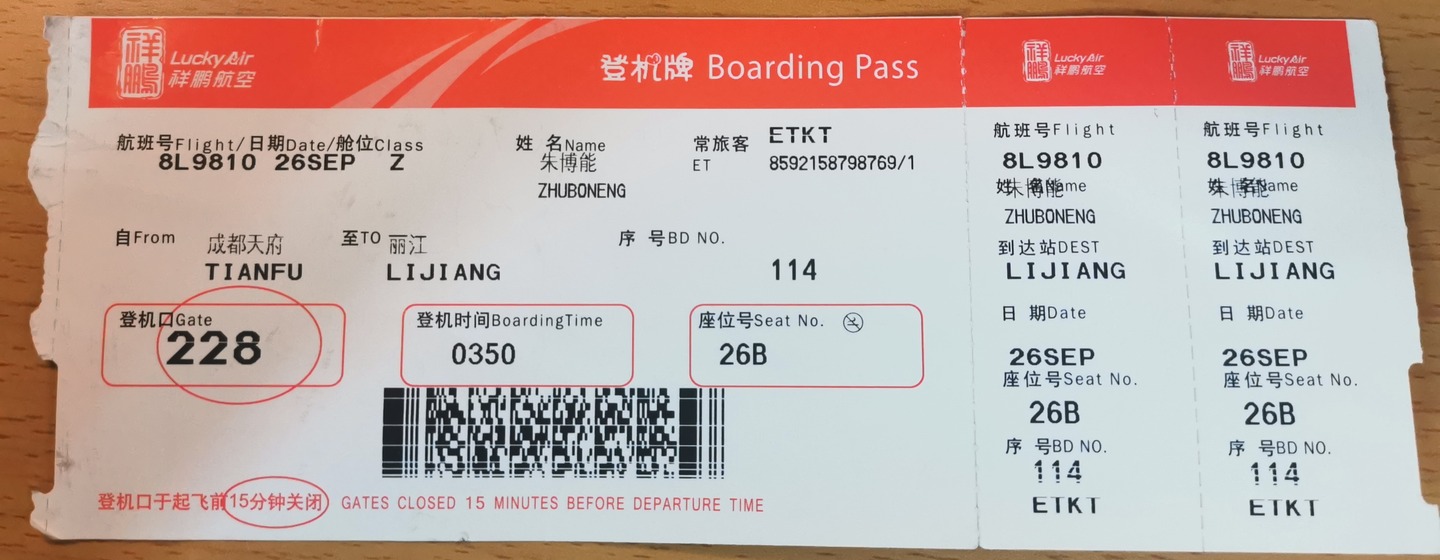 祥鹏 Lucky Air 祥鹏航空
登机牌 Boarding Pass
航班号Flight/日期Date/舱位Class
8L9810 26SEP Z
姓 名Name
朱博能
ZHUBONENG
常旅客 ETKT
ET 8592158798769/1
自From 成都天府 至TO 丽江
TIANFU LIJIANG
序 号BD NO.
114
登机口Gate
228
登机时间BoardingTime
0350
座位号Seat No.
26B
登机口于起飞前15分钟关闭 GATES CLOSED 15 MINUTES BEFORE DEPARTURE TIME
祥鹏 Lucky Air 祥鹏航空
航班号Flight
8L9810
姓 名Name
朱博能
ZHUBONENG
到达站DEST
LIJIANG
日 期Date
26SEP
座位号Seat No.
26B
序 号BD NO.
114
ETKT
祥鹏 Lucky Air 祥鹏航空
航班号Flight
8L9810
姓 名Name
朱博能
ZHUBONENG
到达站DEST
LIJIANG
日 期Date
26SEP
座位号Seat No.
26B
序 号BD NO.
114
ETKT